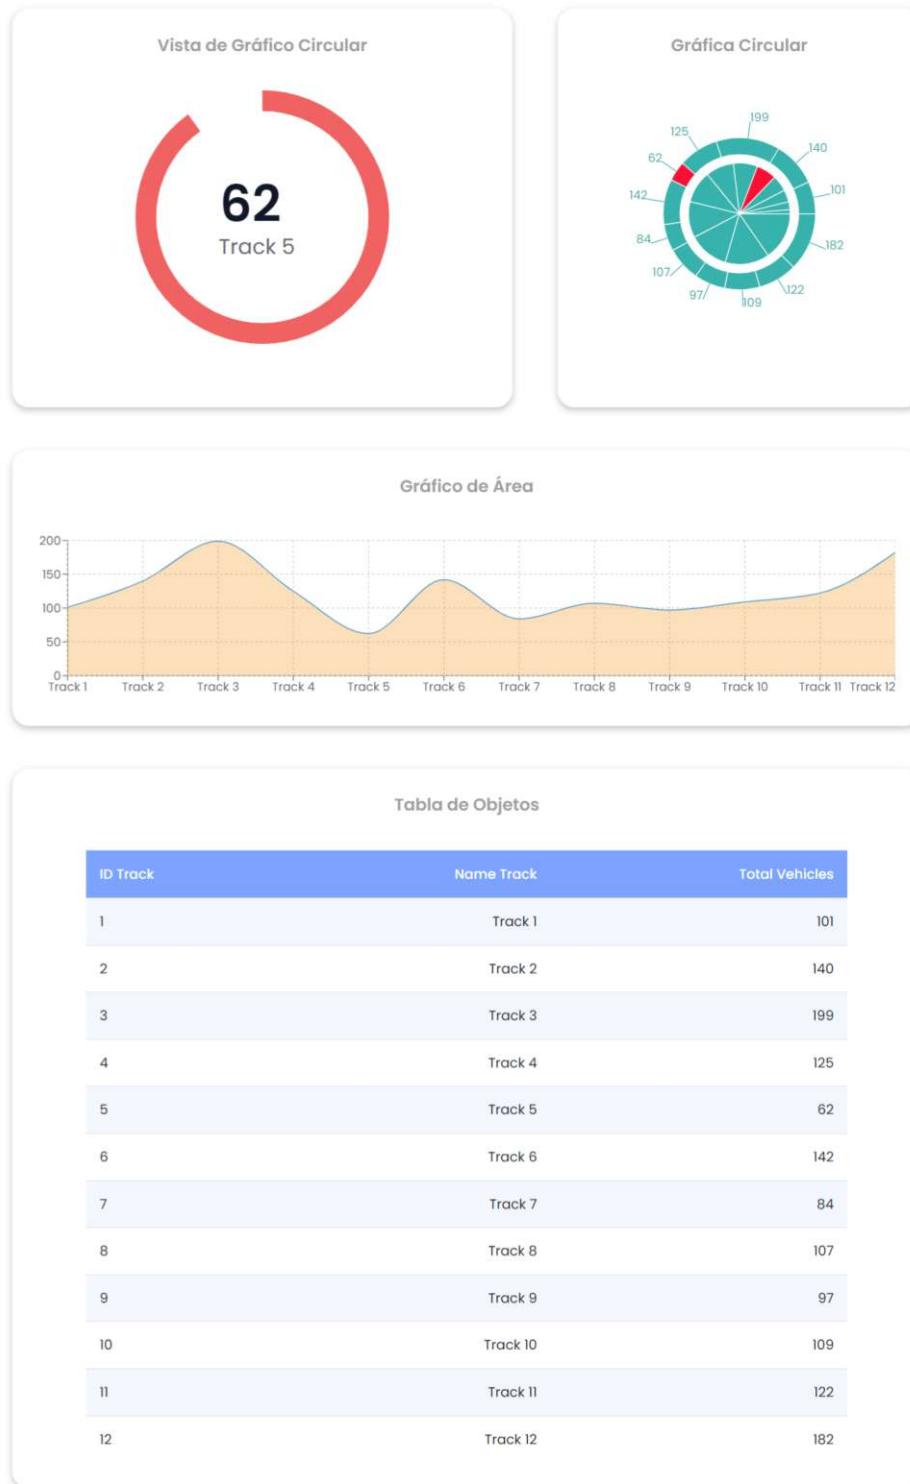 Vista de Gráfico Circular
62
Track 5
Gráfica Circular
199
125
140
62
101
142
84
182
107
97
109
122
Gráfico de Área
200
150
100
50
0
Track 1 Track 2 Track 3 Track 4 Track 5 Track 6 Track 7 Track 8 Track 9 Track 10 Track 11 Track 12
Tabla de Objetos
ID Track Name Track Total Vehicles
1 Track 1 101
2 Track 2 140
3 Track 3 199
4 Track 4 125
5 Track 5 62
6 Track 6 142
7 Track 7 84
8 Track 8 107
9 Track 9 97
10 Track 10 109
11 Track 11 122
12 Track 12 182